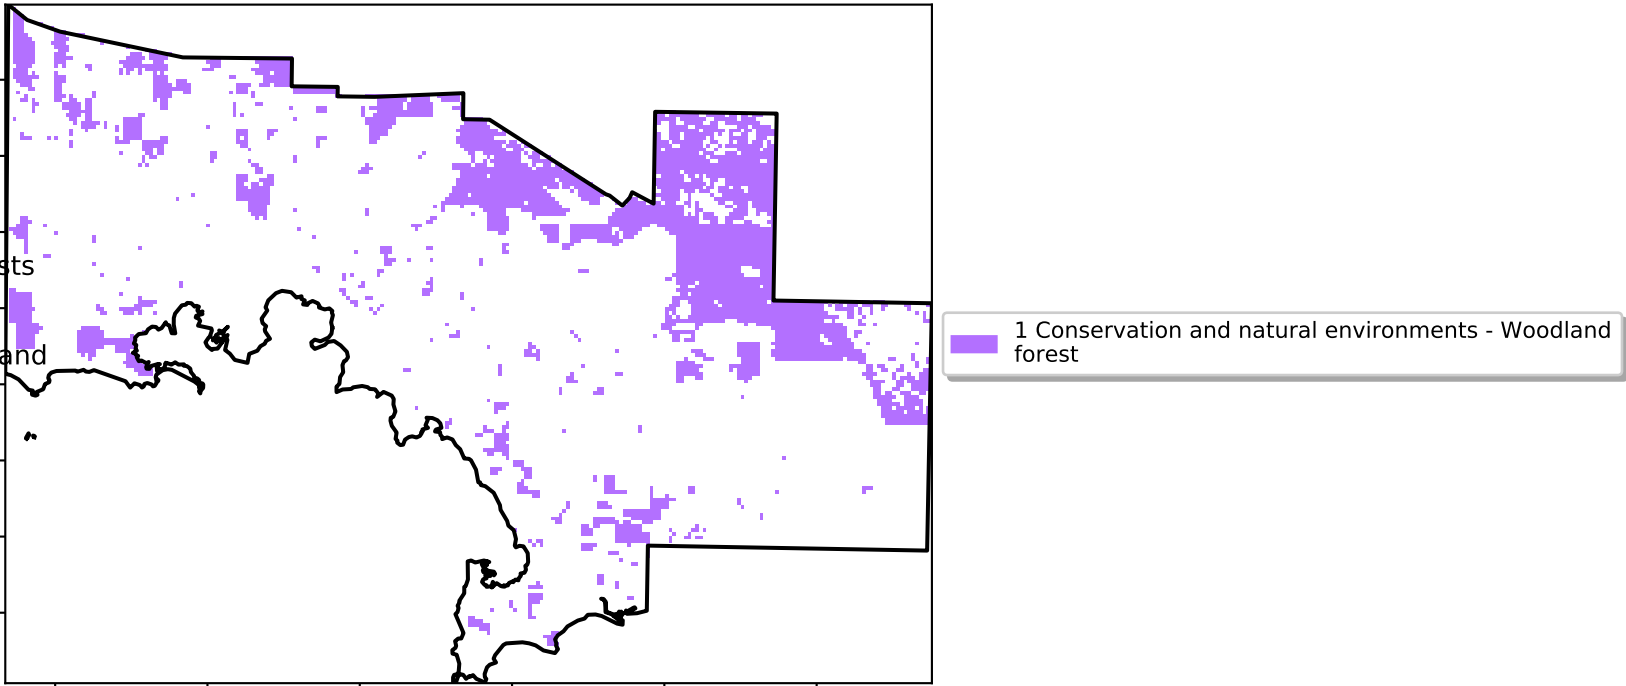 sts
1 Conservation and natural environments - Woodland
forest
and